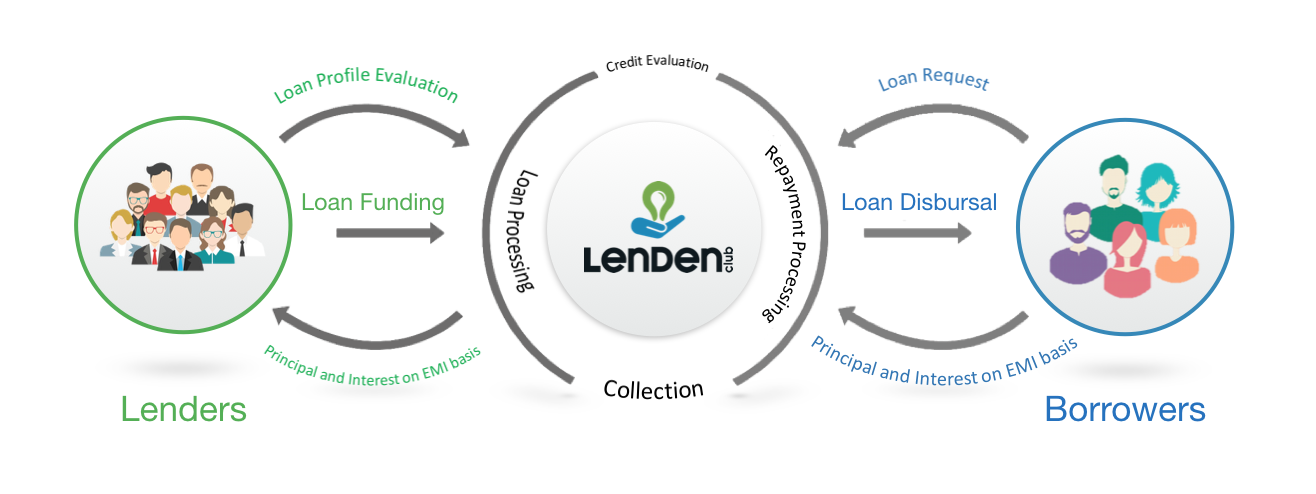 Loan Profile Evaluation
Loan Funding
Principal and Interest on EMI basis
Lenders
Credit Evaluation
Loan Processing
LenDen club
Repayment Processing
Collection
Loan Request
Loan Disbursal
Principal and Interest on EMI basis
Borrowers